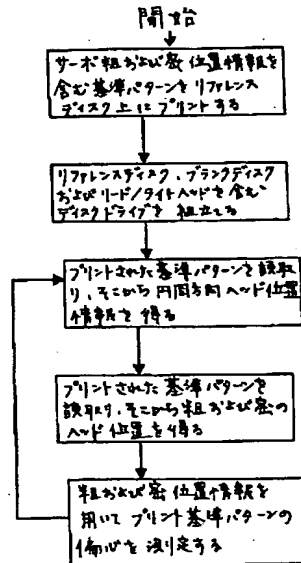 開始
サーボ粗および密位置情報を
含む基準パターンをリファレンス
ディスク上にプリントする
リファレンスディスク、ブランクディスク
およびリード/ライトヘッドを含む
ディスクドライブを組立てる
プリントされた基準パターンを読取
り、そこから円周方向ヘッド位置
情報を得る
プリントされた基準パターンを
読取り、そこから粗および密の
ヘッド位置を得る
粗および密位置情報を
用いてプリント基準パターンの
偏心を測定する